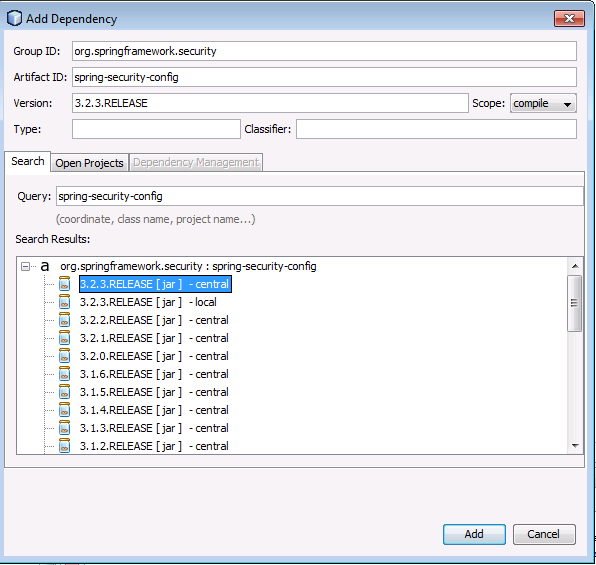 Add Dependency
Group ID: org.springframework.security
Artifact ID: spring-security-config
Version: 3.2.3.RELEASE Scope: compile
Type: Classifier:
Search Open Projects Dependency Management
Query: spring-security-config
(coordinate, class name, project name...)
Search Results:
a org.springframework.security : spring-security-config
3.2.3.RELEASE [ jar ] - central
3.2.3.RELEASE [ jar ] - local
3.2.2.RELEASE [ jar ] - central
3.2.1.RELEASE [ jar ] - central
3.2.0.RELEASE [ jar ] - central
3.1.6.RELEASE [ jar ] - central
3.1.5.RELEASE [ jar ] - central
3.1.4.RELEASE [ jar ] - central
3.1.3.RELEASE [ jar ] - central
3.1.2.RELEASE [ jar ] - central
Add Cancel